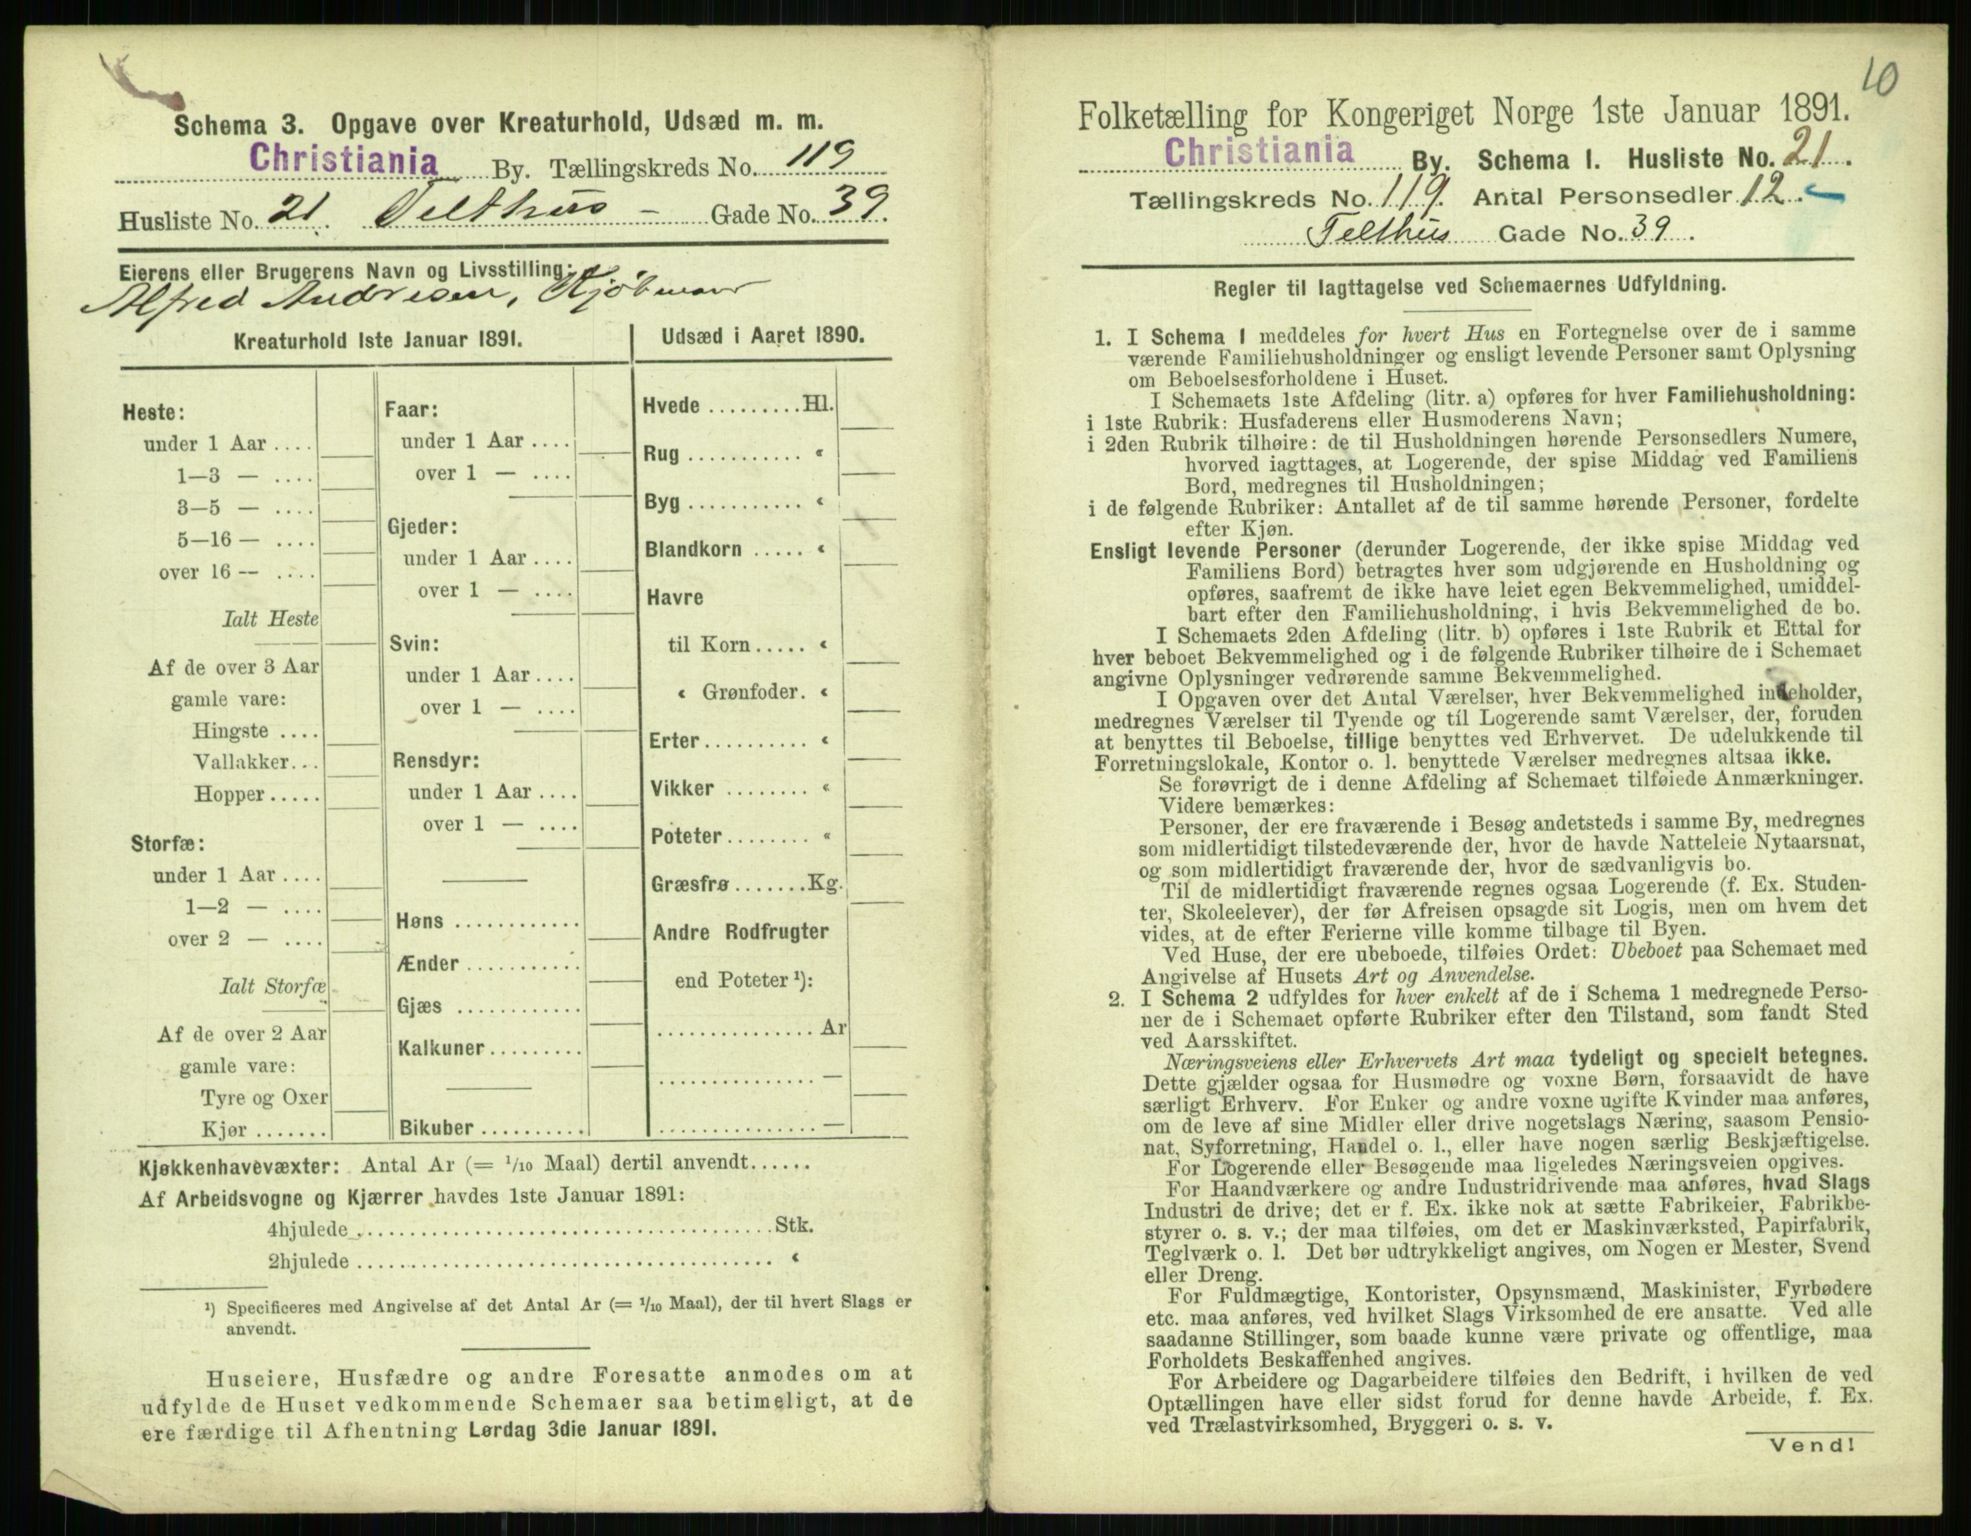 Schema 3. Opgave over Kreaturhold, Udsæd m. m.
Christiania By. Tællingskreds No. 119
Husliste No. 21. Telthus - Gade No. 39.
Eierens eller Brugerens Navn og Livsstilling:
Alfred Andresen, Kjøbmand
Kreaturhold 1ste Januar 1891.
Heste:
under 1 Aar ....
1—3 — ....
3—5 — ....
5—16 — ....
over 16 — ....
Ialt Heste
Af de over 3 Aar
gamle vare:
Hingste ....
Vallakker...
Hopper.....
Storfæ:
under 1 Aar ....
1—2 — ....
over 2 — ....
Ialt Storfæ
Af de over 2 Aar
gamle vare:
Tyre og Oxer
Kjør .......
Faar:
under 1 Aar ....
over 1 — ....
Gjeder:
under 1 Aar ....
over 1 — ....
Svin:
under 1 Aar ....
over 1 — ....
Rensdyr:
under 1 Aar ....
over 1 — ....
Høns ............
Ænder ...........
Gjæs ............
Kalkuner.........
Bikuber ..........
Udsæd i Aaret 1890.
Hvede .........Hl.
Rug ........... «
Byg ........... «
Blandkorn ..... «
Havre
til Korn..... «
« Grønfoder. «
Erter.......... «
Vikker ........ «
Poteter........ «
Græsfrø.......Kg.
Andre Rodfrugter
end Poteter ¹):
............... Ar
............... —
............... —
Kjøkkenhavevæxter: Antal Ar (= 1/10 Maal) dertil anvendt......
Af Arbeidsvogne og Kjærrer havdes 1ste Januar 1891:
4hjulede .......................................Stk.
2hjulede ....................................... «
¹) Specificeres med Angivelse af det Antal Ar (= 1/10 Maal), der til hvert Slags er
anvendt.
Huseiere, Husfædre og andre Foresatte anmodes om at
udfylde de Huset vedkommende Schemaer saa betimeligt, at de
ere færdige til Afhentning Lørdag 3die Januar 1891.
10
Folketælling for Kongeriget Norge 1ste Januar 1891.
Christiania By. Schema 1. Husliste No. 21.
Tællingskreds No. 119. Antal Personsedler 12.
Telthus Gade No. 39.
Regler til Iagttagelse ved Schemaernes Udfyldning.
1. I Schema 1 meddeles for hvert Hus en Fortegnelse over de i samme
værende Familiehusholdninger og ensligt levende Personer samt Oplysning
om Beboelsesforholdene i Huset.
I Schemaets 1ste Afdeling (litr. a) opføres for hver Familiehusholdning:
i 1ste Rubrik: Husfaderens eller Husmoderens Navn;
i 2den Rubrik tilhøire: de til Husholdningen hørende Personsedlers Numere,
hvorved iagttages, at Logerende, der spise Middag ved Familiens
Bord, medregnes til Husholdningen;
i de følgende Rubriker: Antallet af de til samme hørende Personer, fordelte
efter Kjøn.
Ensligt levende Personer (derunder Logerende, der ikke spise Middag ved
Familiens Bord) betragtes hver som udgjørende en Husholdning og
opføres, saafremt de ikke have leiet egen Bekvemmelighed, umiddel-
bart efter den Familiehusholdning, i hvis Bekvemmelighed de bo.
I Schemaets 2den Afdeling (litr. b) opføres i 1ste Rubrik et Ettal for
hver beboet Bekvemmelighed og i de følgende Rubriker tilhøire de i Schemaet
angivne Oplysninger vedrørende samme Bekvemmelighed.
I Opgaven over det Antal Værelser, hver Bekvemmelighed indeholder,
medregnes Værelser til Tyende og til Logerende samt Værelser, der, foruden
at benyttes til Beboelse, tillige benyttes ved Erhvervet. De udelukkende til
Forretningslokale, Kontor o. l. benyttede Værelser medregnes altsaa ikke.
Se forøvrigt de i denne Afdeling af Schemaet tilføiede Anmærkninger.
Videre bemærkes:
Personer, der ere fraværende i Besøg andetsteds i samme By, medregnes
som midlertidigt tilstedeværende der, hvor de havde Natteleie Nytaarsnat,
og som midlertidigt fraværende der, hvor de sædvanligvis bo.
Til de midlertidigt fraværende regnes ogsaa Logerende (f. Ex. Studen-
ter, Skoleelever), der før Afreisen opsagde sit Logis, men om hvem det
vides, at de efter Ferierne ville komme tilbage til Byen.
Ved Huse, der ere ubeboede, tilføies Ordet: Ubeboet paa Schemaet med
Angivelse af Husets Art og Anvendelse.
2. I Schema 2 udfyldes for hver enkelt af de i Schema 1 medregnede Perso-
ner de i Schemaet opførte Rubriker efter den Tilstand, som fandt Sted
ved Aarsskiftet.
Næringsveiens eller Erhvervets Art maa tydeligt og specielt betegnes.
Dette gjælder ogsaa for Husmødre og voxne Børn, forsaavidt de have
særligt Erhverv. For Enker og andre voxne ugifte Kvinder maa anføres,
om de leve af sine Midler eller drive nogetslags Næring, saasom Pensio-
nat, Syforretning, Handel o. l., eller have nogen særlig Beskjæftigelse.
For Logerende eller Besøgende maa ligeledes Næringsveien opgives.
For Haandværkere og andre Industridrivende maa anføres, hvad Slags
Industri de drive; det er f. Ex. ikke nok at sætte Fabrikeier, Fabrikbe-
styrer o. s. v.; der maa tilføies, om det er Maskinværksted, Papirfabrik,
Teglværk o. l. Det bør udtrykkeligt angives, om Nogen er Mester, Svend
eller Dreng.
For Fuldmægtige, Kontorister, Opsynsmænd, Maskinister, Fyrbødere
etc. maa anføres, ved hvilket Slags Virksomhed de ere ansatte. Ved alle
saadanne Stillinger, som baade kunne være private og offentlige, maa
Forholdets Beskaffenhed angives.
For Arbeidere og Dagarbeidere tilføies den Bedrift, i hvilken de ved
Optællingen have eller sidst forud for denne havde Arbeide, f. Ex.
ved Trælastvirksomhed, Bryggeri o. s. v.
Vend!